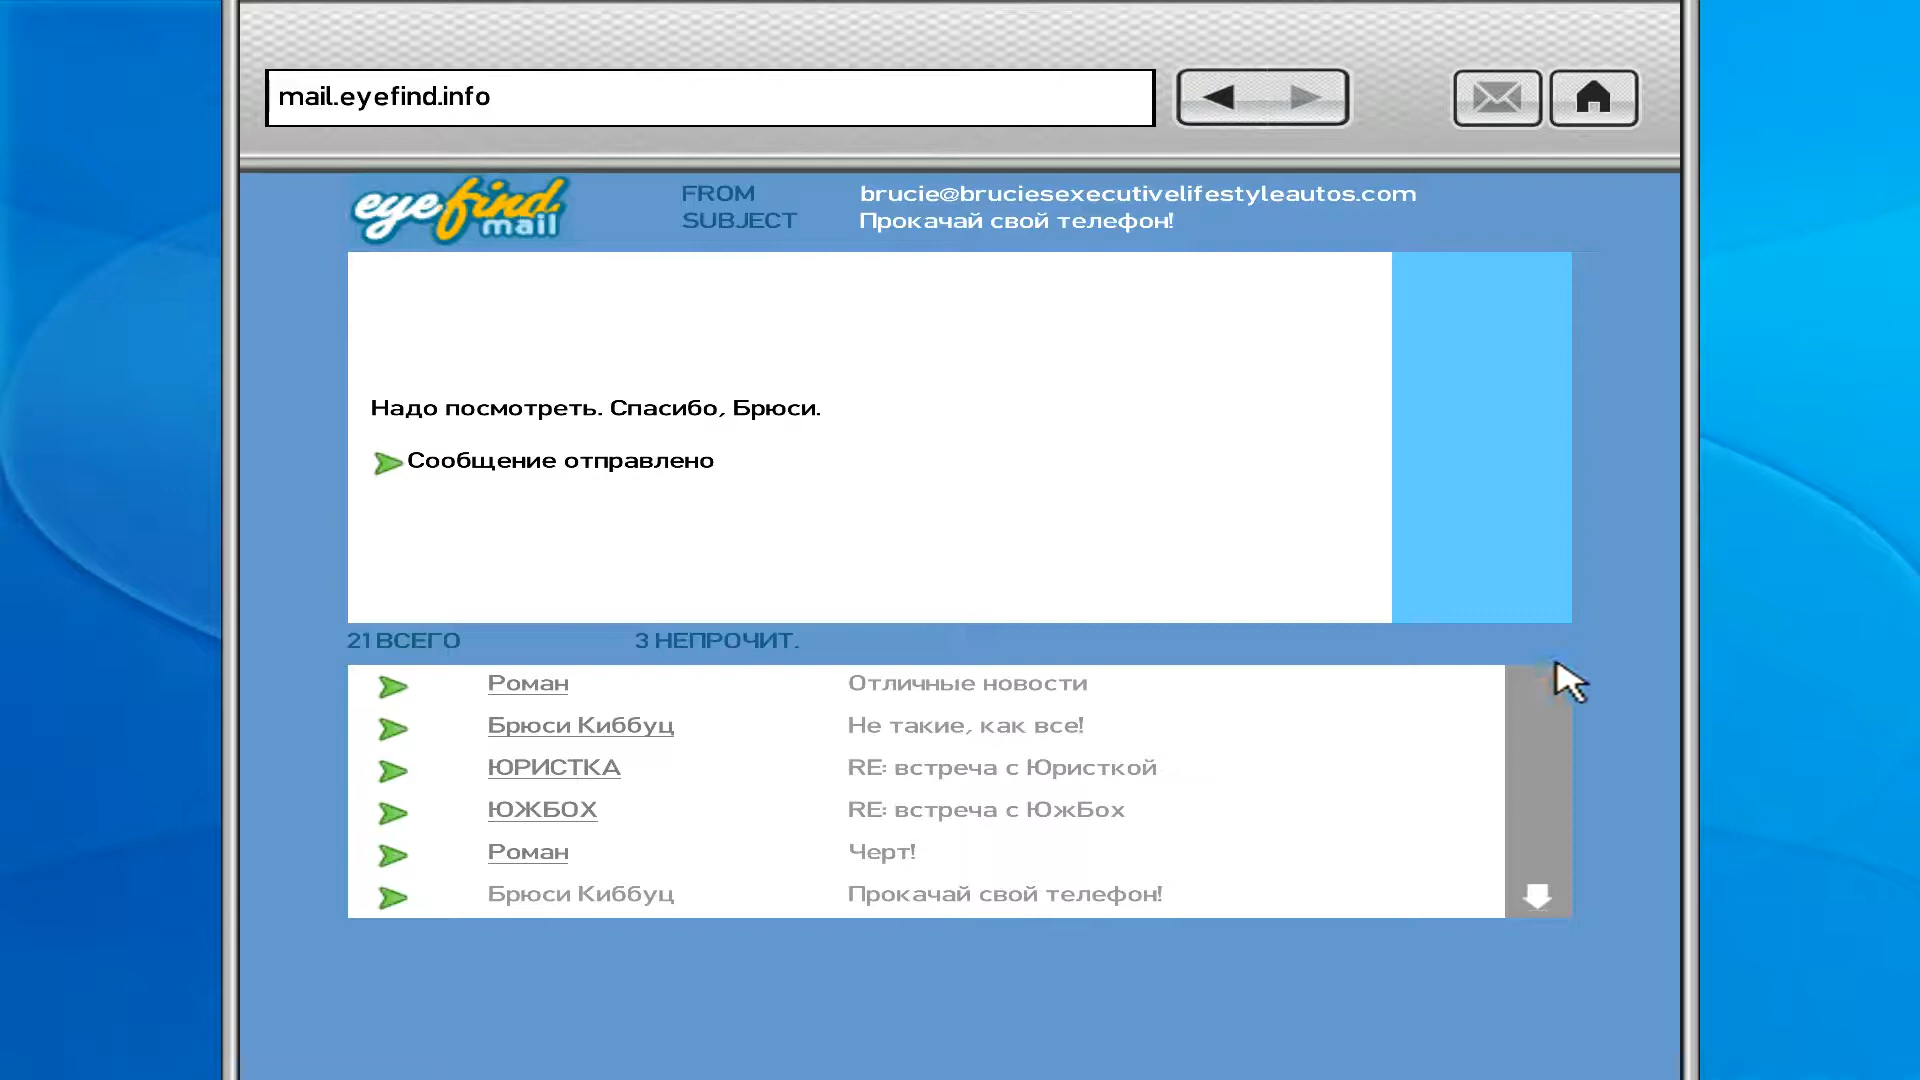 mail.eyefind.info
eyefind mail
FROM brucie@bruciesexecutivelifestyleautos.com
SUBJECT Прокачай свой телефон!
Надо посмотреть. Спасибо, Брюси.
Сообщение отправлено
21 ВСЕГО 3 НЕПРОЧИТ.
Роман Отличные новости
Брюси Киббуц Не такие, как все!
ЮРИСТКА RE: встреча с Юристкой
ЮЖБОХ RE: встреча с ЮжБох
Роман Черт!
Брюси Киббуц Прокачай свой телефон!